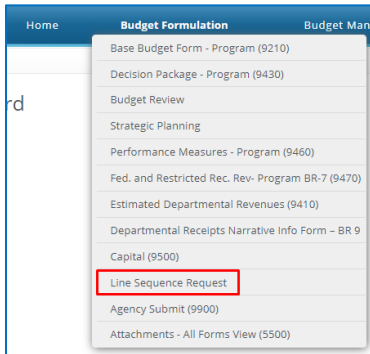 Home Budget Formulation Budget Man
rd
Base Budget Form - Program (9210)
Decision Package - Program (9430)
Budget Review
Strategic Planning
Performance Measures - Program (9460)
Fed. and Restricted Rec. Rev- Program BR-7 (9470)
Estimated Departmental Revenues (9410)
Departmental Receipts Narrative Info Form – BR 9
Capital (9500)
Line Sequence Request
Agency Submit (9900)
Attachments - All Forms View (5500)